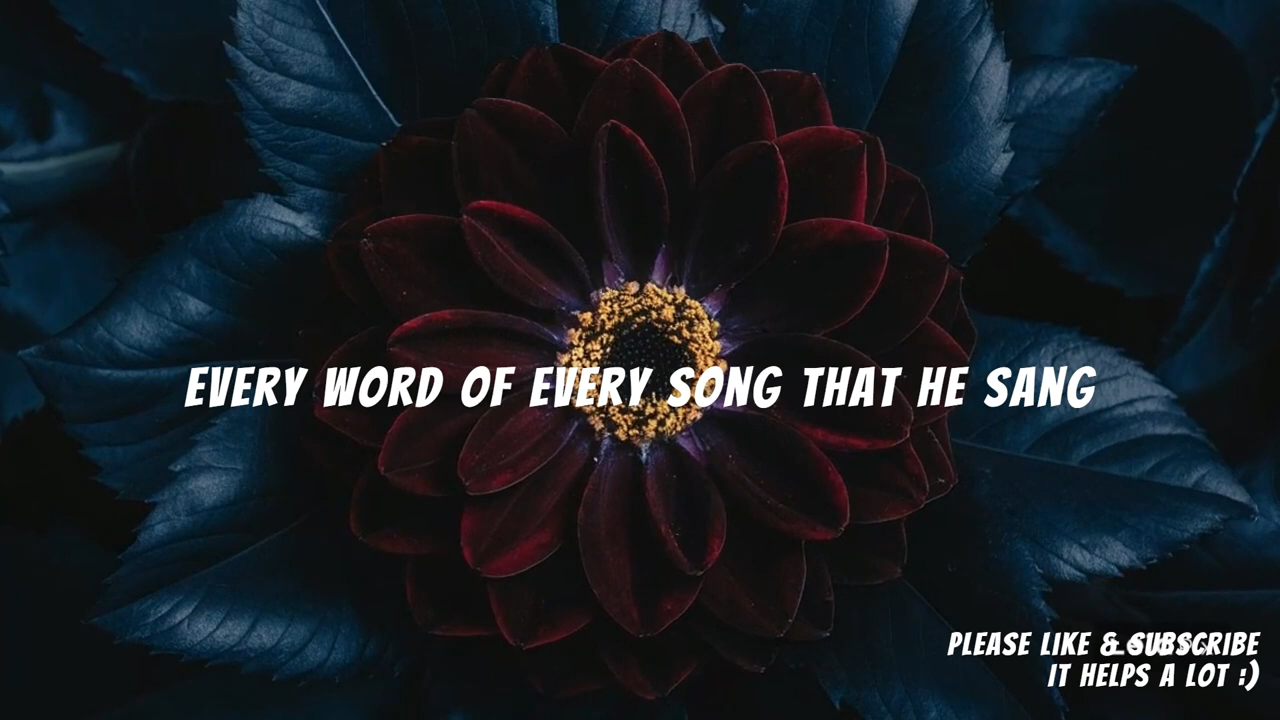 EVERY WORD OF EVERY SONG THAT HE SANG
PLEASE LIKE & SUBSCRIBE
IT HELPS A LOT :)